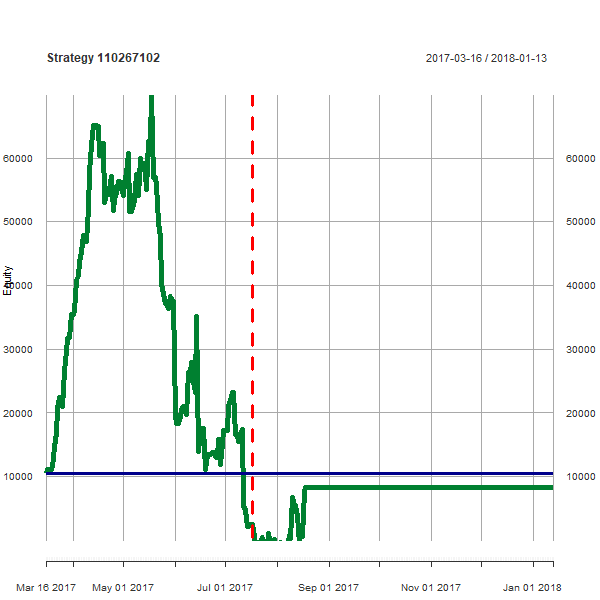 Strategy 110267102
2017-03-16 / 2018-01-13
60000
60000
50000
50000
Equity
40000
40000
30000
30000
20000
20000
10000
10000
Mar 16 2017
May 01 2017
Jul 01 2017
Sep 01 2017
Nov 01 2017
Jan 01 2018